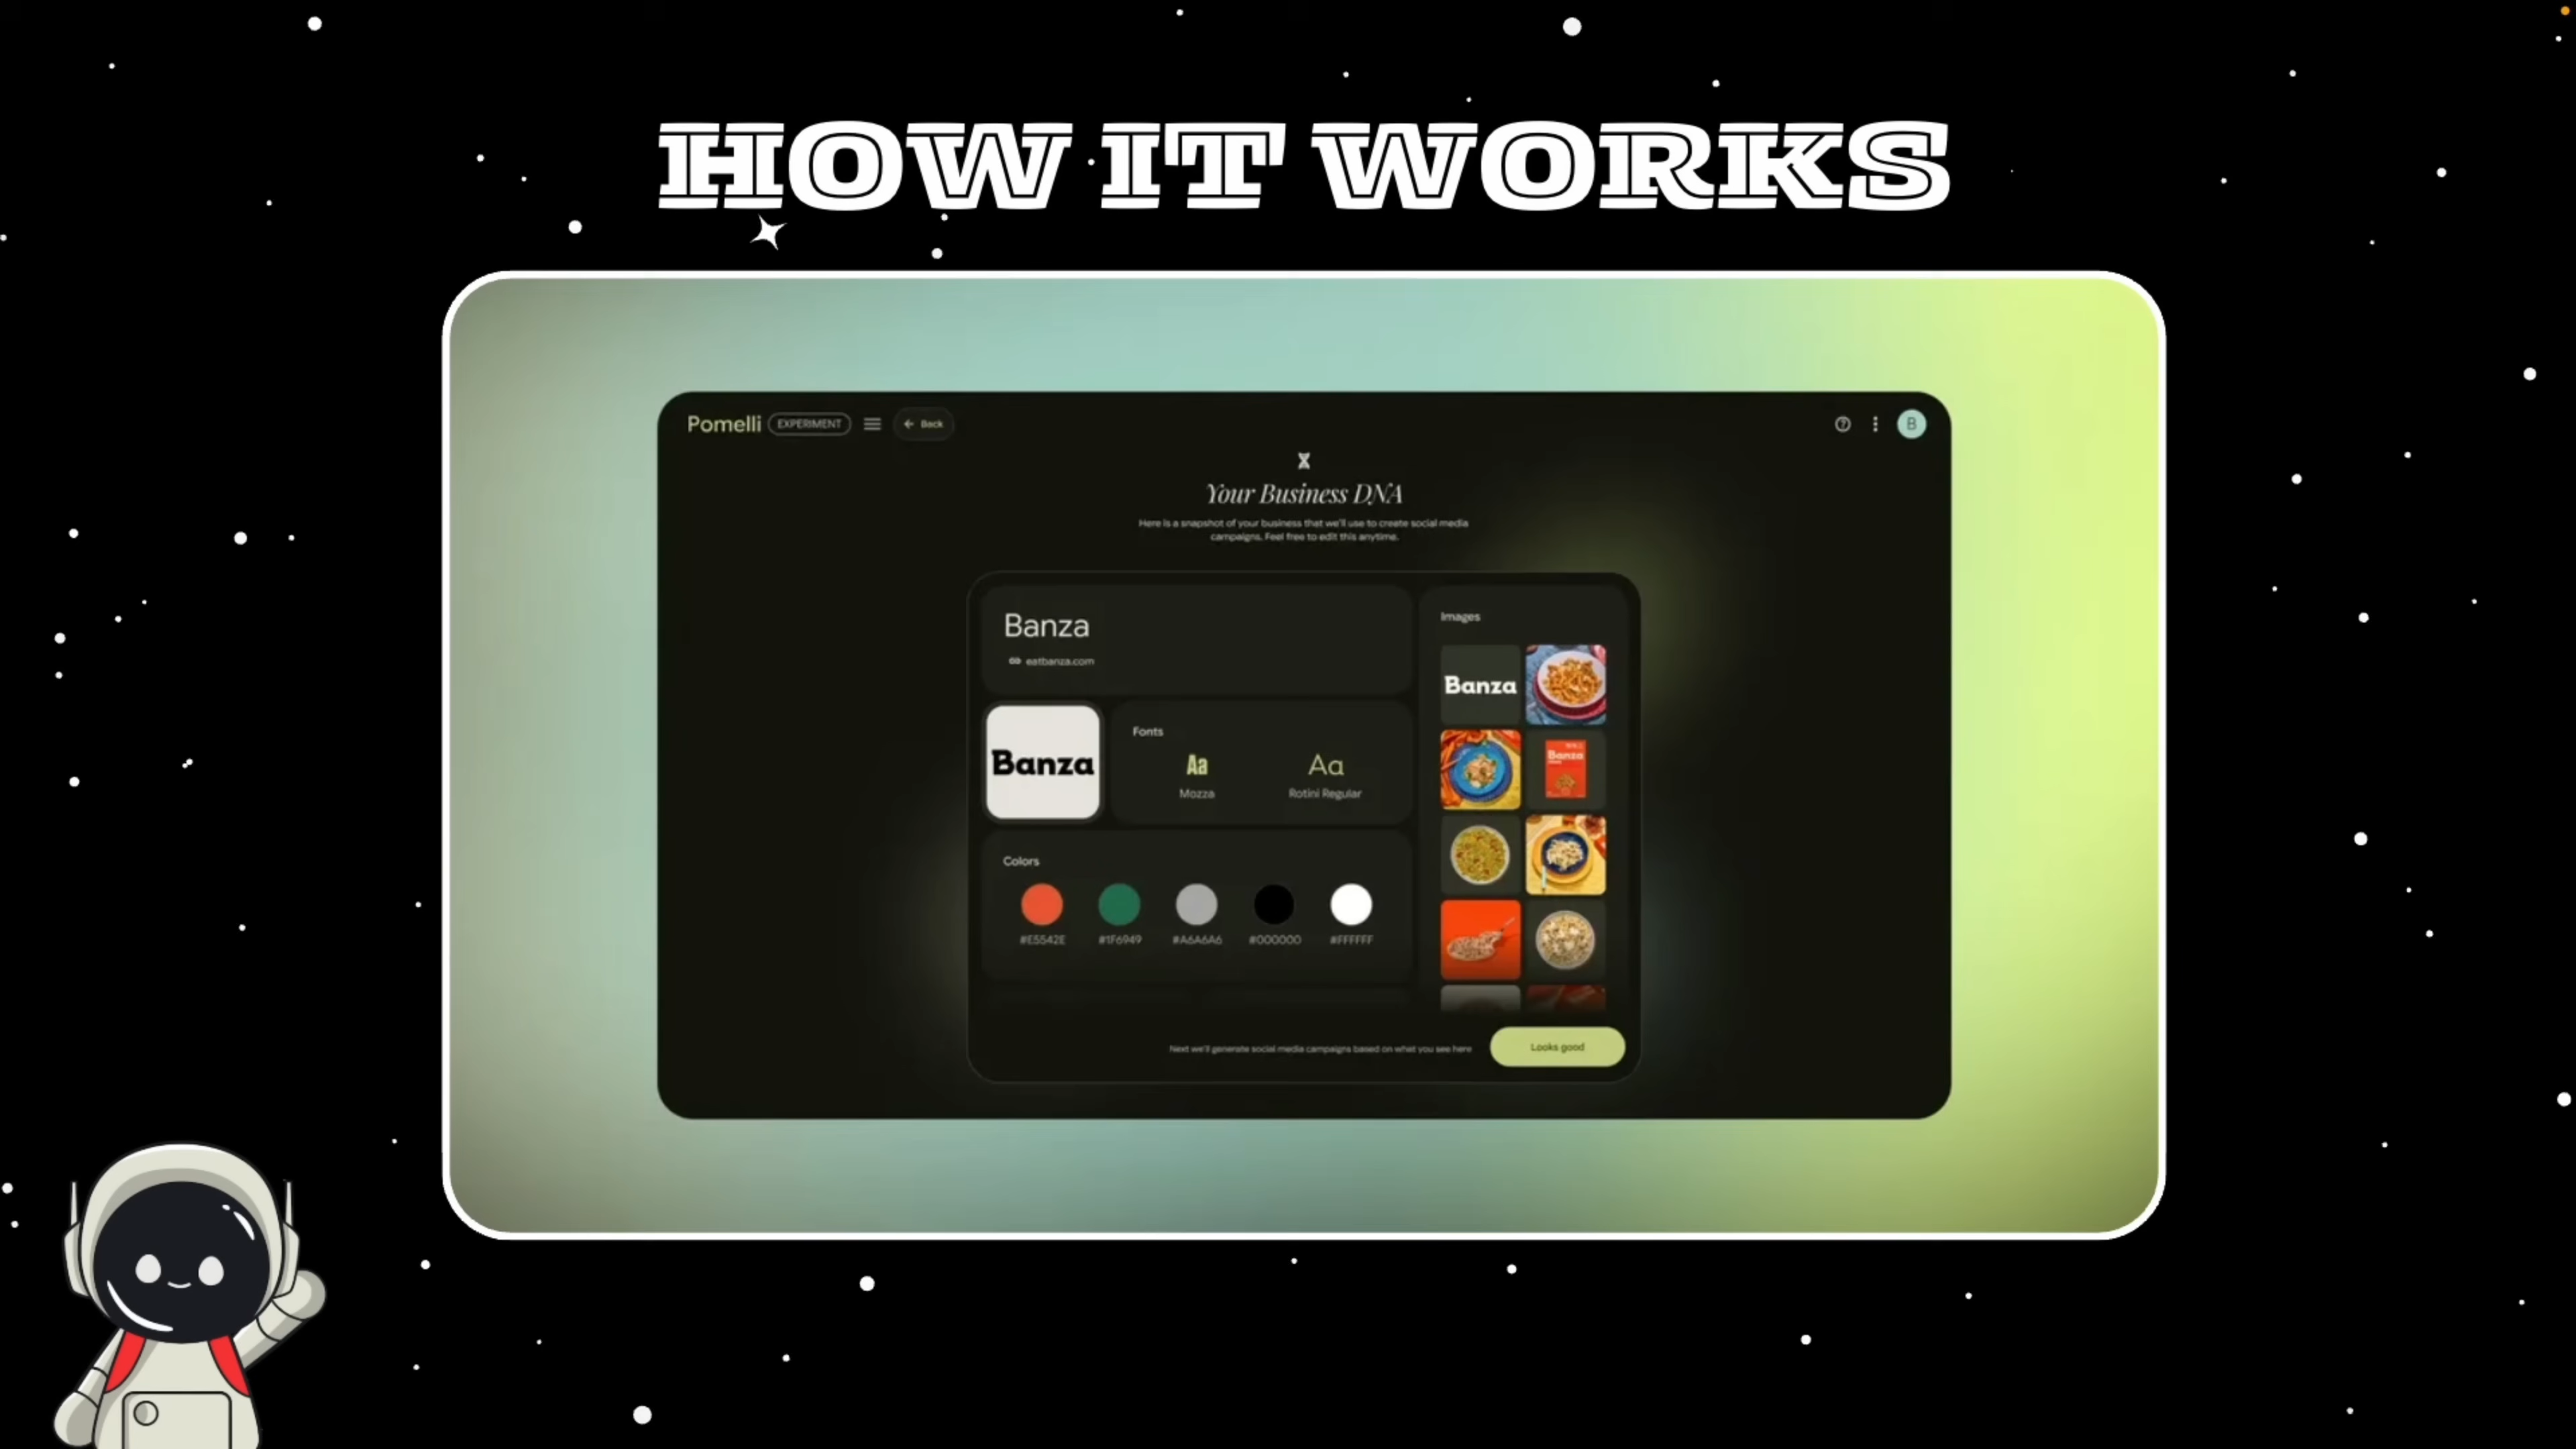 HOW IT WORKS
Pomelli EXPERIMENT Back
B
Your Business DNA
Here is a snapshot of your business that we'll use to create social media
campaigns. Feel free to edit this anytime.
Banza
eatbanza.com
Banza
Fonts
Aa Aa
Mozza Rotini Regular
Colors
#E5542E #1F6949 #A6A6A6 #000000 #FFFFFF
Images
Banza
Banza
Next we'll generate social media campaigns based on what you see here
Looks good